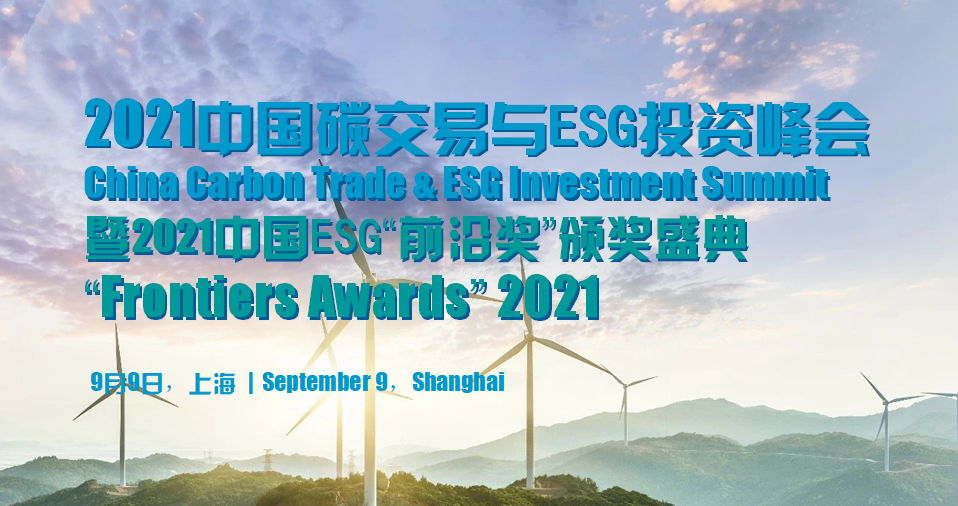 2021中国碳交易与ESG投资峰会
China Carbon Trade & ESG Investment Summit
暨2021中国ESG“前沿奖”颁奖盛典
“Frontiers Awards” 2021
9月9日，上海 | September 9，Shanghai